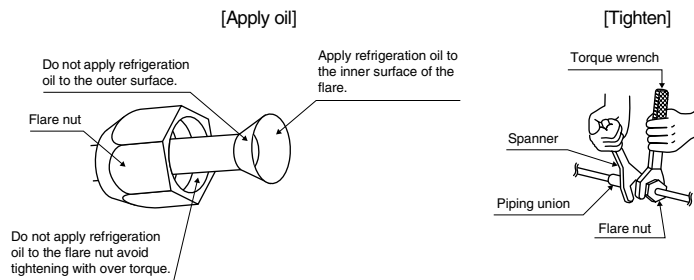 [Apply oil]
Do not apply refrigeration
oil to the outer surface.
Apply refrigeration oil to
the inner surface of the
flare.
Flare nut
Do not apply refrigeration
oil to the flare nut avoid
tightening with over torque.
[Tighten]
Torque wrench
Spanner
Piping union
Flare nut